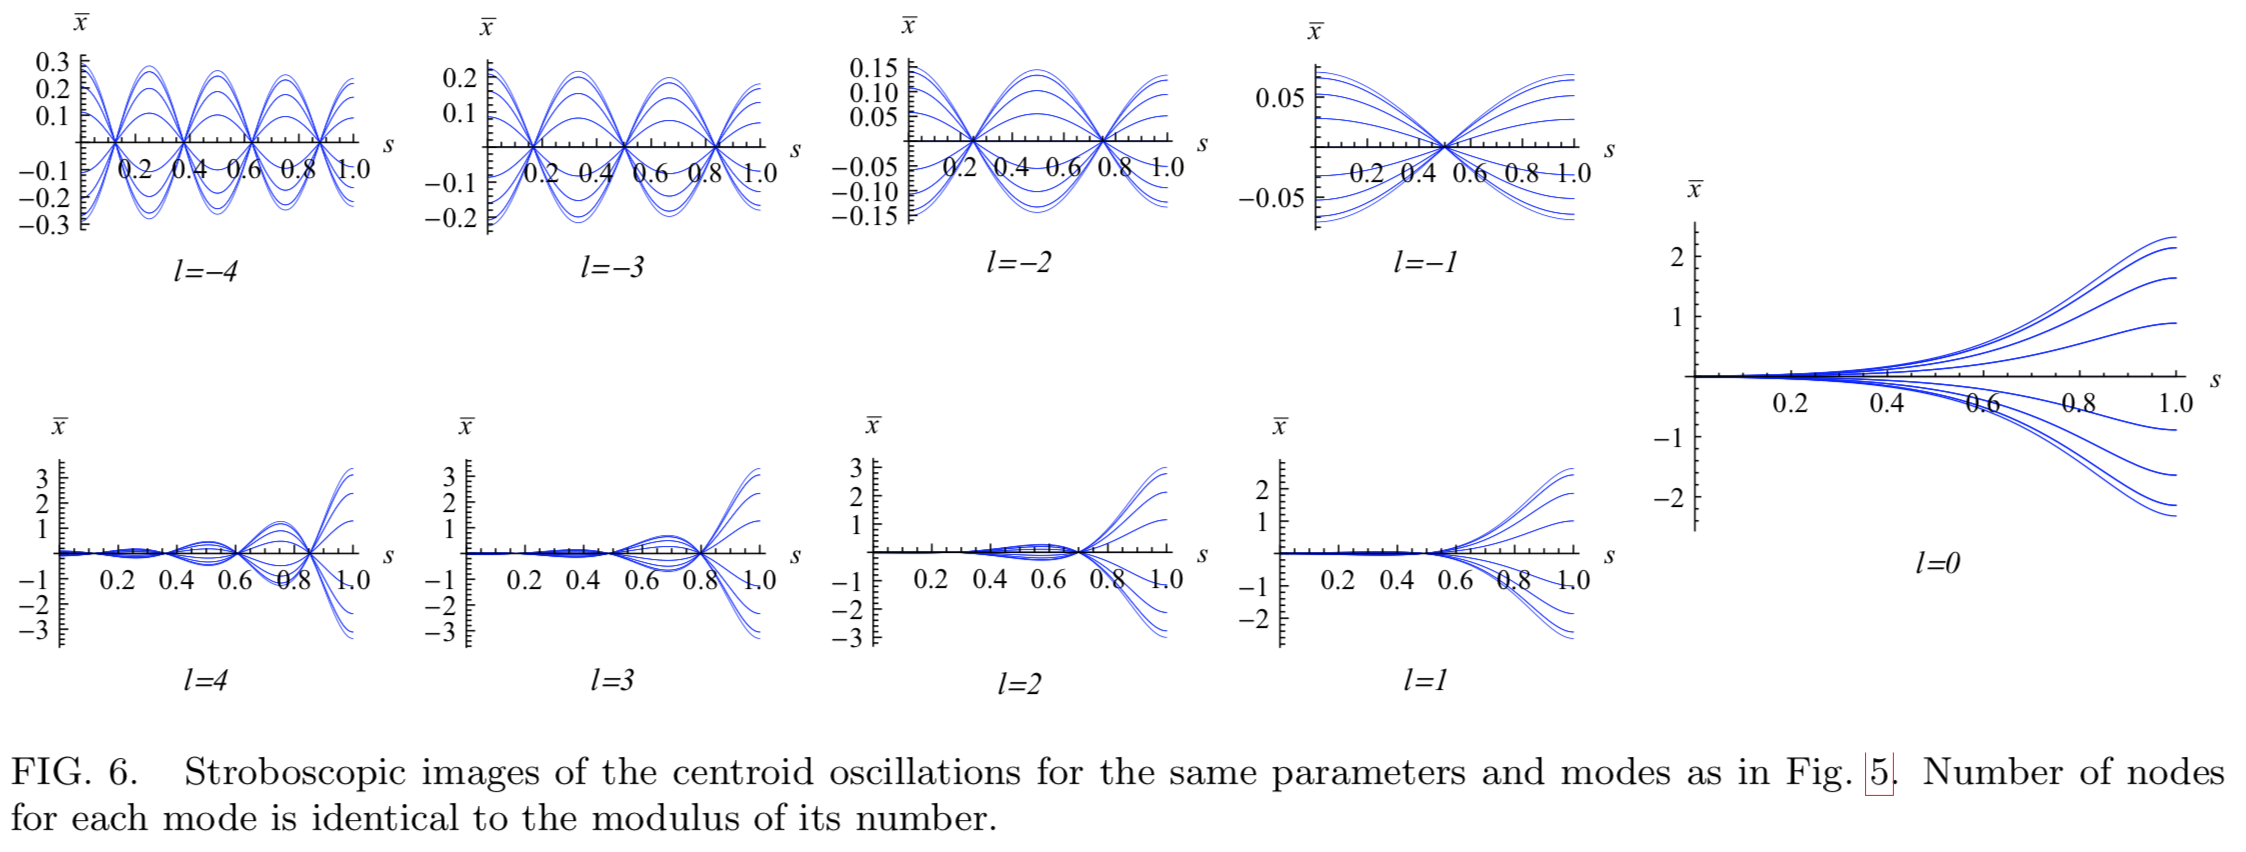 x̅
0.3
0.2
0.1
−0.1
−0.2
−0.3
0.2 0.4 0.6 0.8 1.0
s
l=−4
x̅
0.2
0.1
−0.1
−0.2
0.2 0.4 0.6 0.8 1.0
s
l=−3
x̅
0.15
0.10
0.05
−0.05
−0.10
−0.15
0.2 0.4 0.6 0.8 1.0
s
l=−2
x̅
0.05
−0.05
0.2 0.4 0.6 0.8 1.0
s
l=−1
x̅
2
1
−1
−2
0.2 0.4 0.6 0.8 1.0
s
l=0
x̅
3
2
1
−1
−2
−3
0.2 0.4 0.6 0.8 1.0
s
l=4
x̅
3
2
1
−1
−2
−3
0.2 0.4 0.6 0.8 1.0
s
l=3
x̅
3
2
1
−1
−2
−3
0.2 0.4 0.6 0.8 1.0
s
l=2
x̅
2
1
−1
−2
0.2 0.4 0.6 0.8 1.0
s
l=1
FIG. 6. Stroboscopic images of the centroid oscillations for the same parameters and modes as in Fig. 5. Number of nodes
for each mode is identical to the modulus of its number.